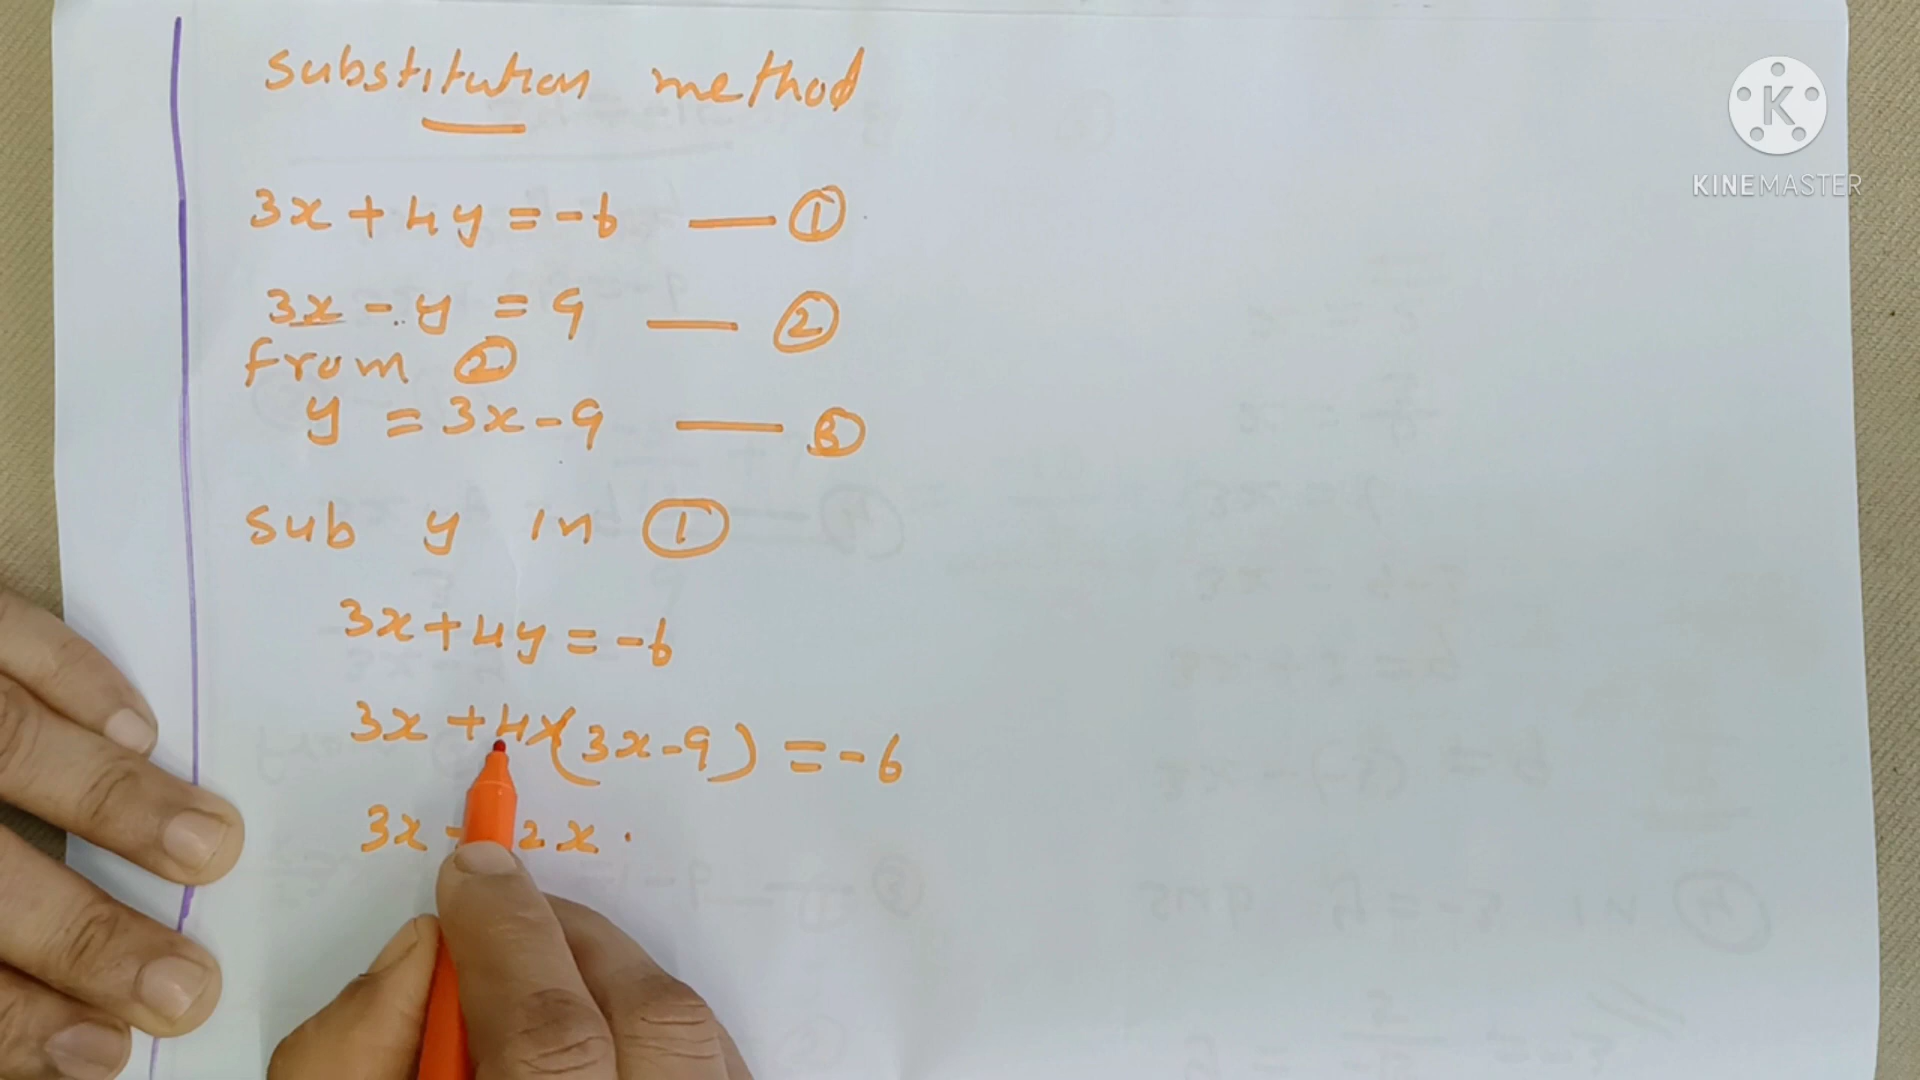 substitution method
3x + 4y = -6 — ①
3x - y = 9 — ②
from ②
y = 3x - 9 — ③
sub y in ①
3x + 4y = -6
3x + 4x(3x - 9) = -6
3x 2x
K
KINEMASTER